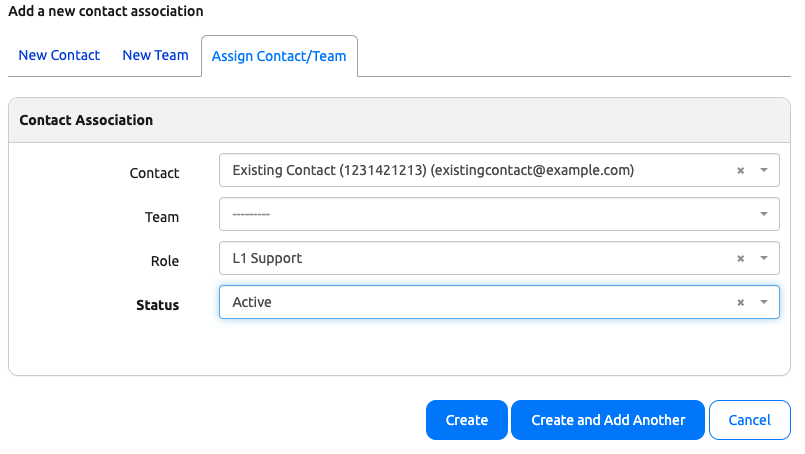 Add a new contact association
New Contact New Team Assign Contact/Team
Contact Association
Contact Existing Contact (1231421213) (existingcontact@example.com) ×
Team ---------
Role L1 Support ×
Status Active ×
Create Create and Add Another Cancel